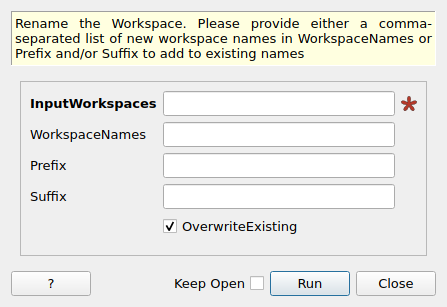 Rename the Workspace. Please provide either a comma-
separated list of new workspace names in WorkspaceNames or
Prefix and/or Suffix to add to existing names
InputWorkspaces
WorkspaceNames
Prefix
Suffix
OverwriteExisting
? Keep Open Run Close